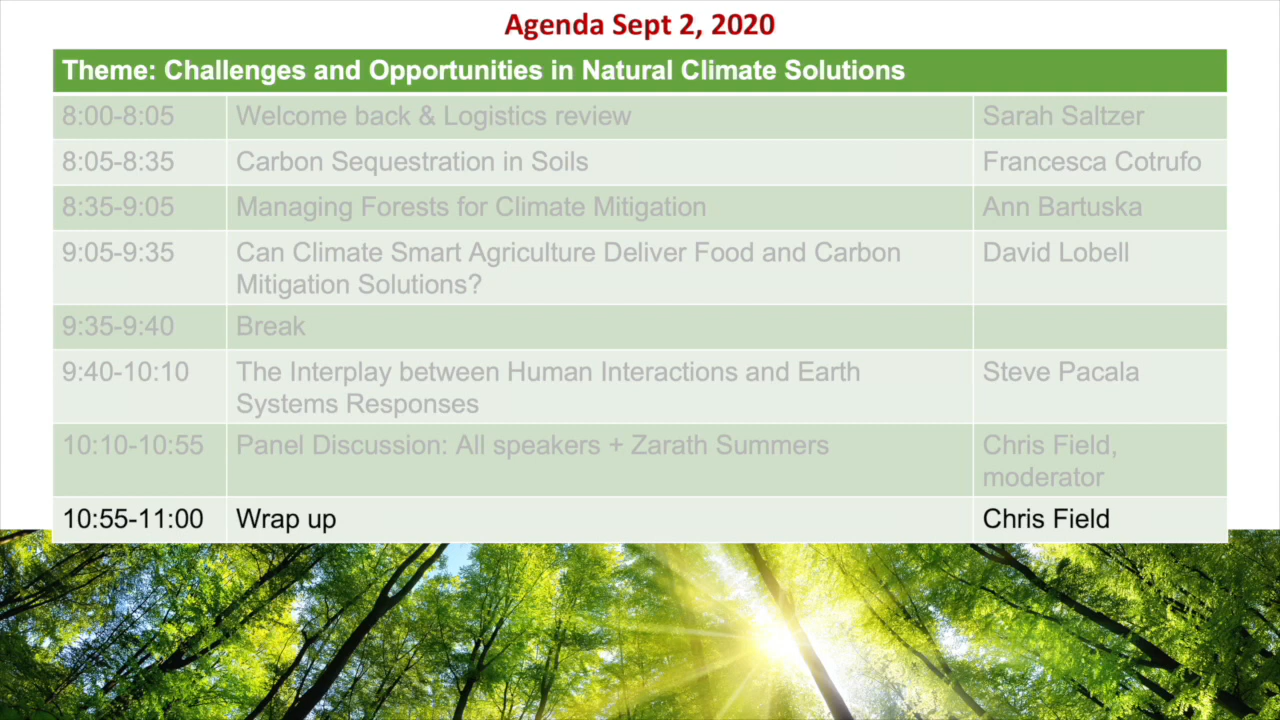 Agenda Sept 2, 2020
Theme: Challenges and Opportunities in Natural Climate Solutions
8:00-8:05 Welcome back & Logistics review Sarah Saltzer
8:05-8:35 Carbon Sequestration in Soils Francesca Cotrufo
8:35-9:05 Managing Forests for Climate Mitigation Ann Bartuska
9:05-9:35 Can Climate Smart Agriculture Deliver Food and Carbon David Lobell
Mitigation Solutions?
9:35-9:40 Break
9:40-10:10 The Interplay between Human Interactions and Earth Steve Pacala
Systems Responses
10:10-10:55 Panel Discussion: All speakers + Zarath Summers Chris Field,
moderator
10:55-11:00 Wrap up Chris Field